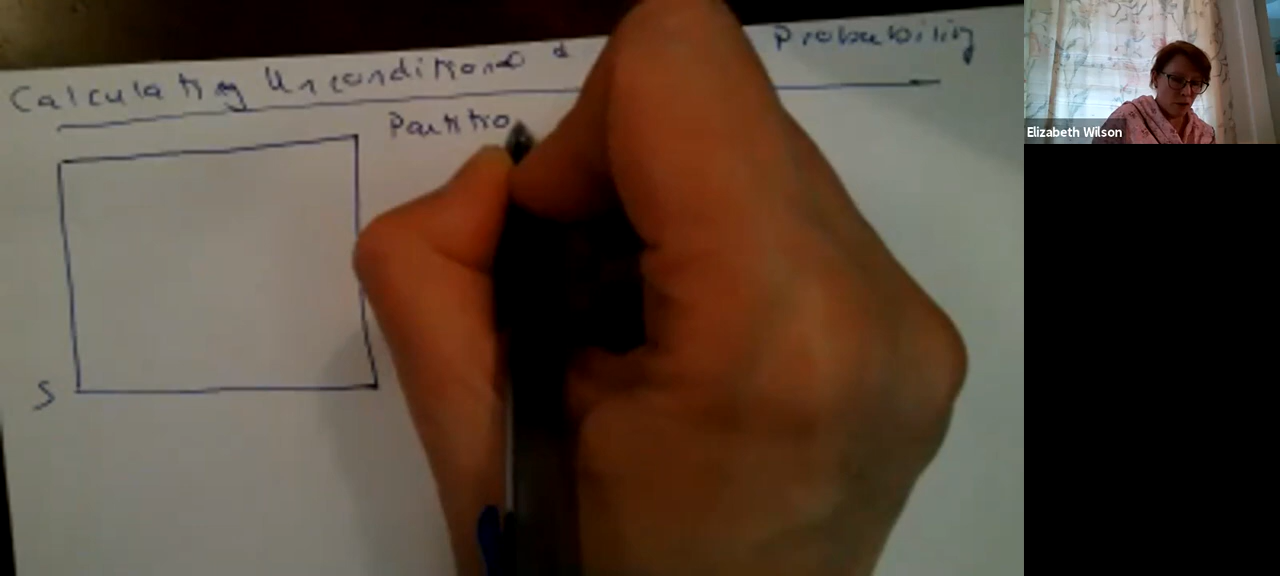 Calculating Unconditional Probability
Partitio
S
Elizabeth Wilson